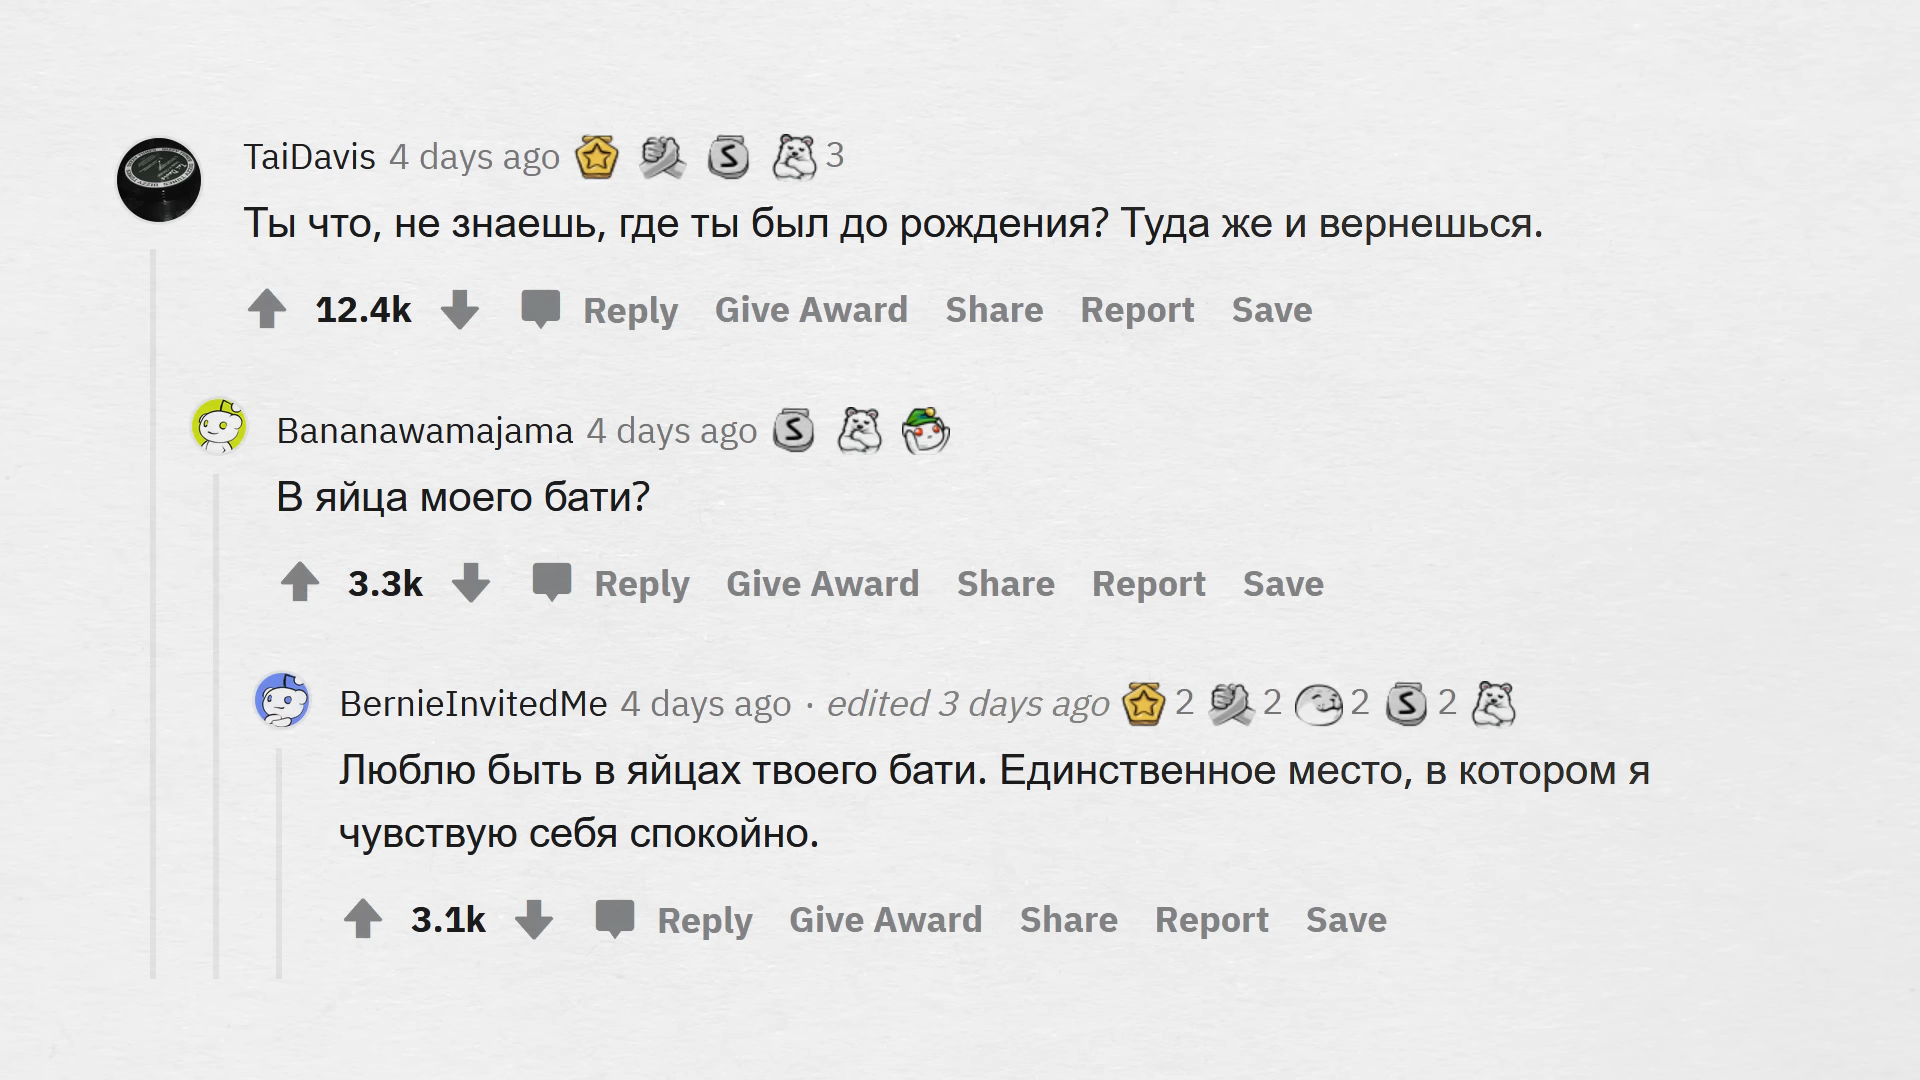 TaiDavis 4 days ago 3
Ты что, не знаешь, где ты был до рождения? Туда же и вернешься.
12.4k Reply Give Award Share Report Save
Bananawamajama 4 days ago
В яйца моего бати?
3.3k Reply Give Award Share Report Save
BernieInvitedMe 4 days ago · edited 3 days ago 2 2 2 2
Люблю быть в яйцах твоего бати. Единственное место, в котором я
чувствую себя спокойно.
3.1k Reply Give Award Share Report Save